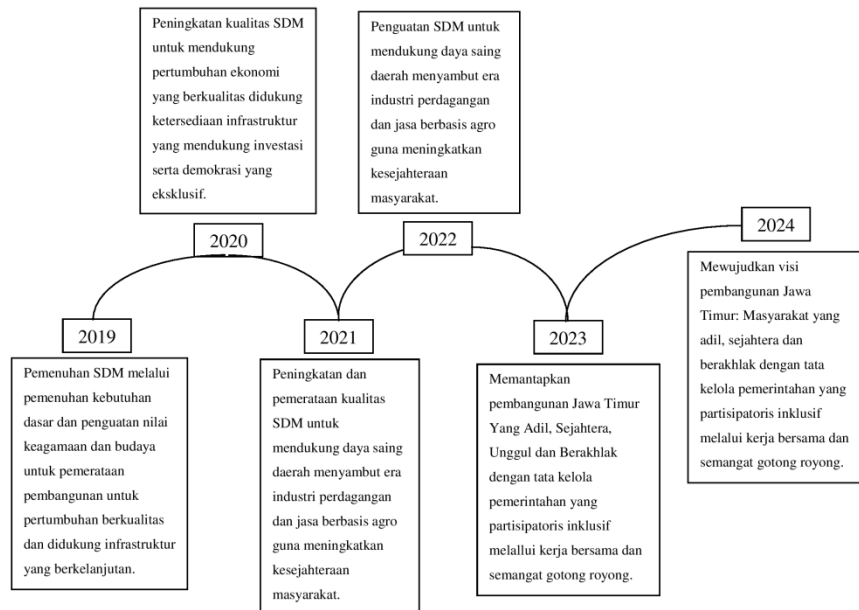 Peningkatan kualitas SDM
untuk mendukung
pertumbuhan ekonomi
yang berkualitas didukung
ketersediaan infrastruktur
yang mendukung investasi
serta demokrasi yang
eksklusif.
2020
Penguatan SDM untuk
mendukung daya saing
daerah menyambut era
industri perdagangan
dan jasa berbasis agro
guna meningkatkan
kesejahteraan
masyarakat.
2022
2024
Mewujudkan visi
pembangunan Jawa
Timur: Masyarakat yang
adil, sejahtera dan
berakhlak dengan tata
kelola pemerintahan yang
partisipatoris inklusif
melalui kerja bersama dan
semangat gotong royong.
2019
Pemenuhan SDM melalui
pemenuhan kebutuhan
dasar dan penguatan nilai
keagamaan dan budaya
untuk pemerataan
pembangunan untuk
pertumbuhan berkualitas
dan didukung infrastruktur
yang berkelanjutan.
2021
Peningkatan dan
pemerataan kualitas
SDM untuk
mendukung daya saing
daerah menyambut era
industri perdagangan
dan jasa berbasis agro
guna meningkatkan
kesejahteraan
masyarakat.
2023
Memantapkan
pembangunan Jawa Timur
Yang Adil, Sejahtera,
Unggul dan Berakhlak
dengan tata kelola
pemerintahan yang
partisipatoris inklusif
melallui kerja bersama dan
semangat gotong royong.